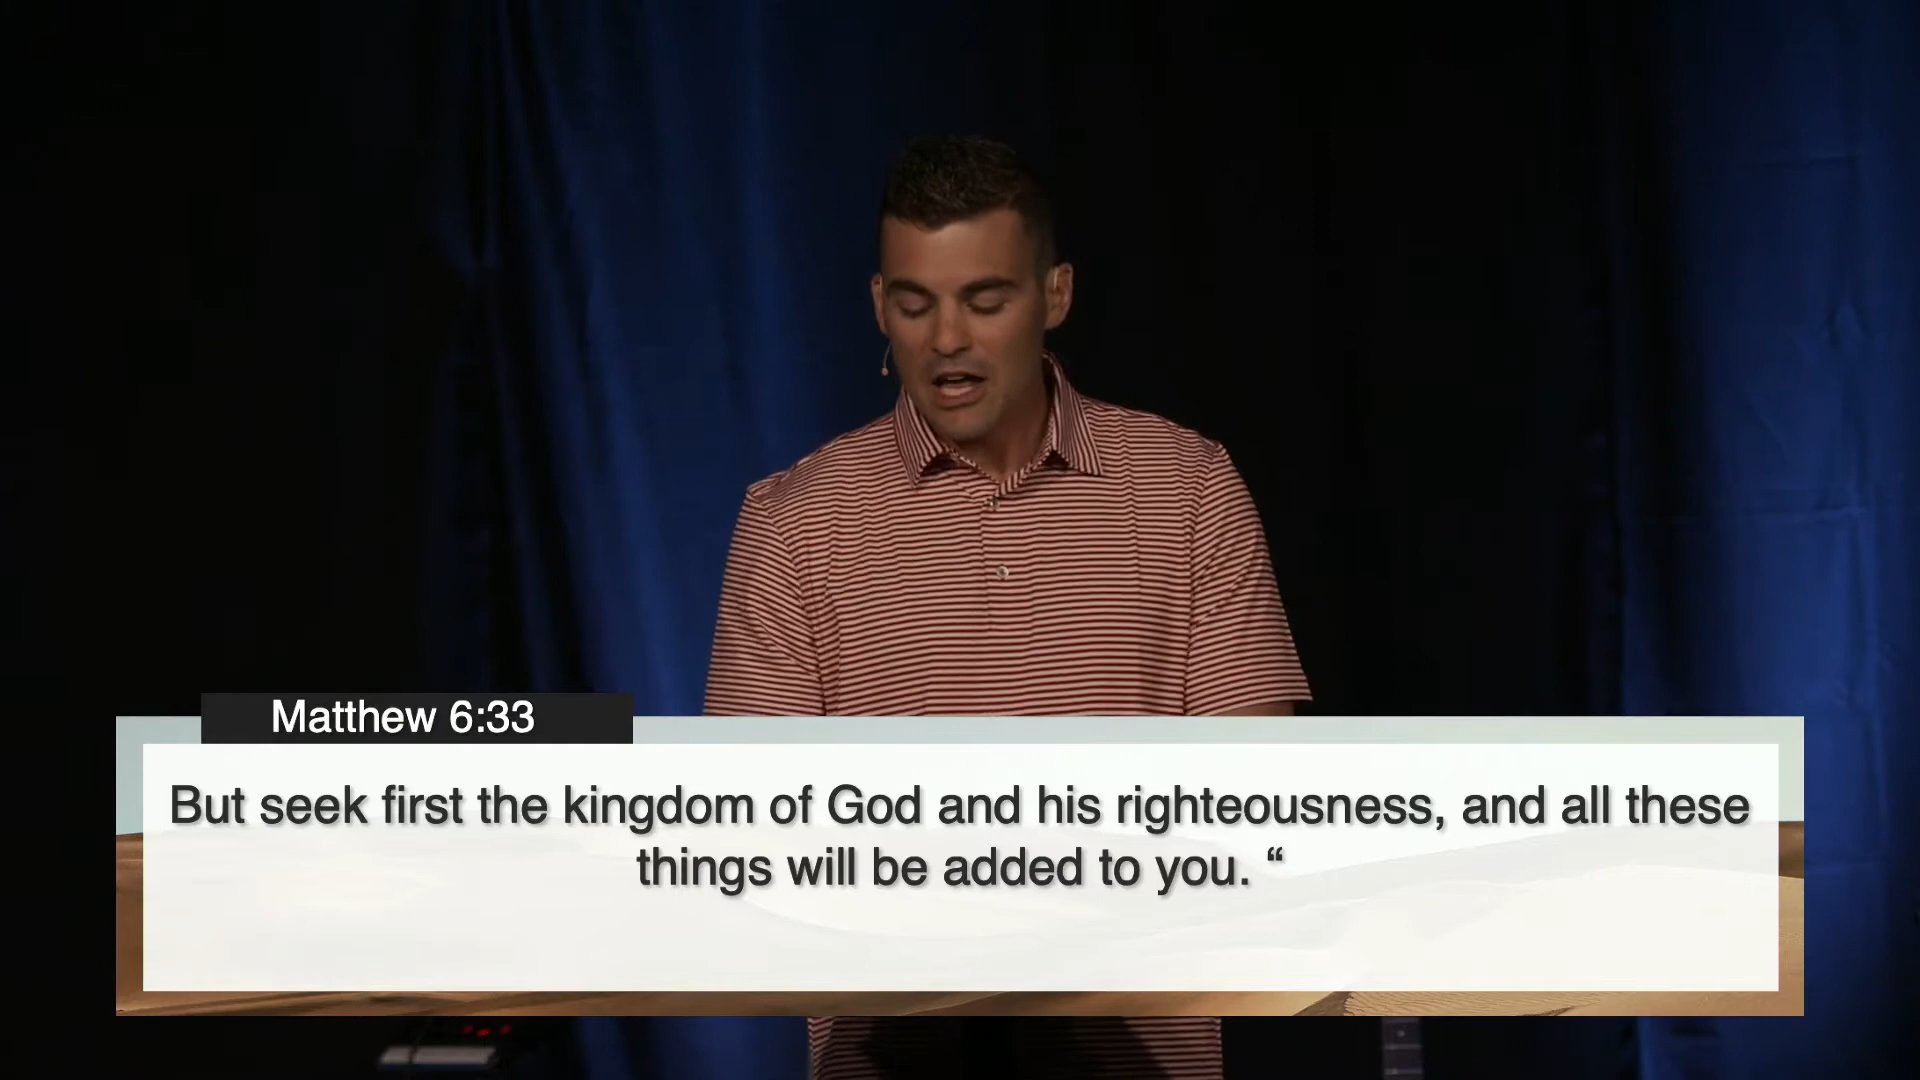 Matthew 6:33
But seek first the kingdom of God and his righteousness, and all these
things will be added to you. “